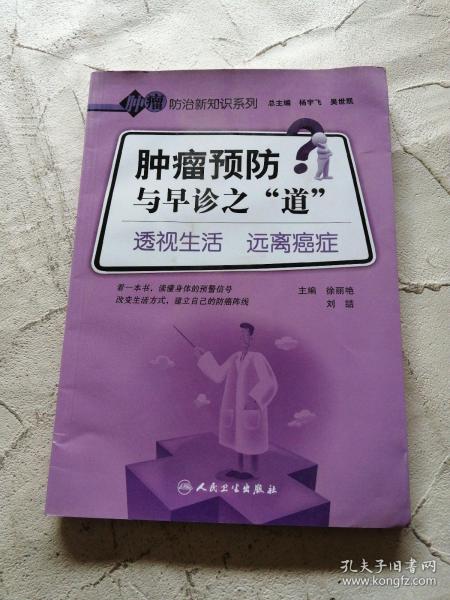 肿瘤 防治新知识系列 总主编 杨宇飞 吴世凯
肿瘤预防
与早诊之“道”
透视生活 远离癌症
看一本书，读懂身体的预警信号
改变生活方式，建立自己的防癌阵线
主编 徐丽艳
刘喆
人民卫生出版社
孔夫子旧书网
www.kongfz.com